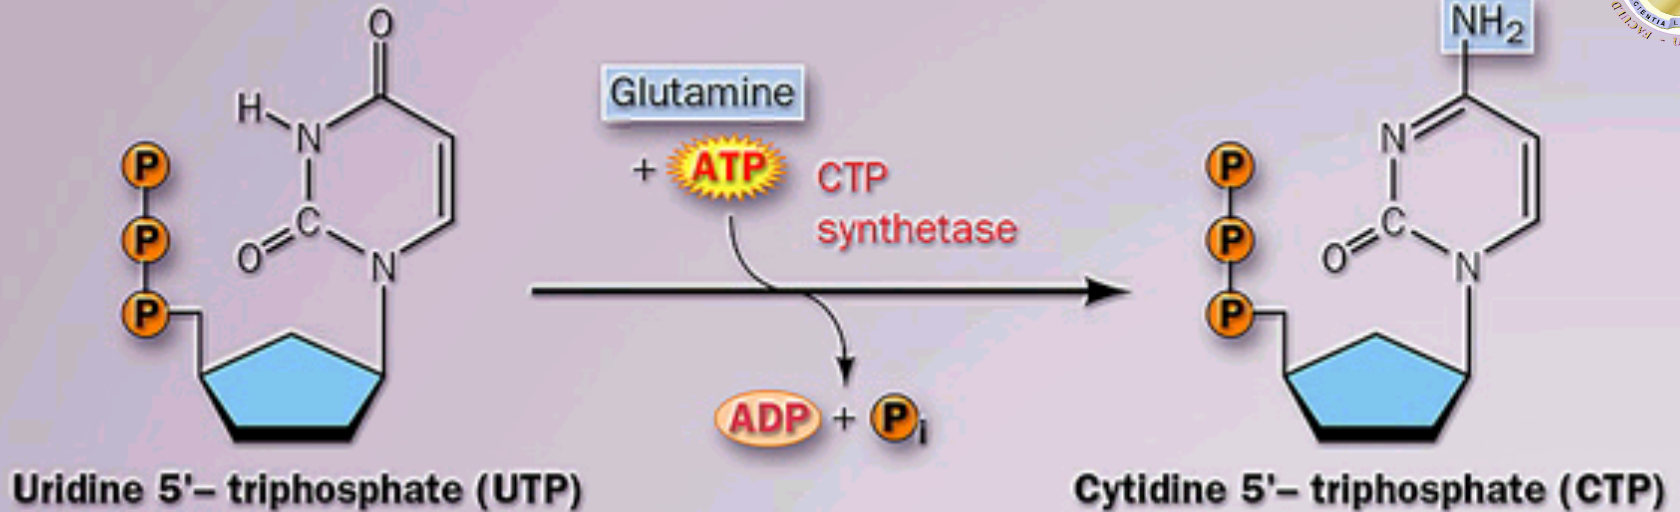 O
H
N
C
O
N
P
P
P
Uridine 5'– triphosphate (UTP)
Glutamine
+ ATP
CTP
synthetase
ADP + Pi
NH2
N
C
O
N
P
P
P
Cytidine 5'– triphosphate (CTP)